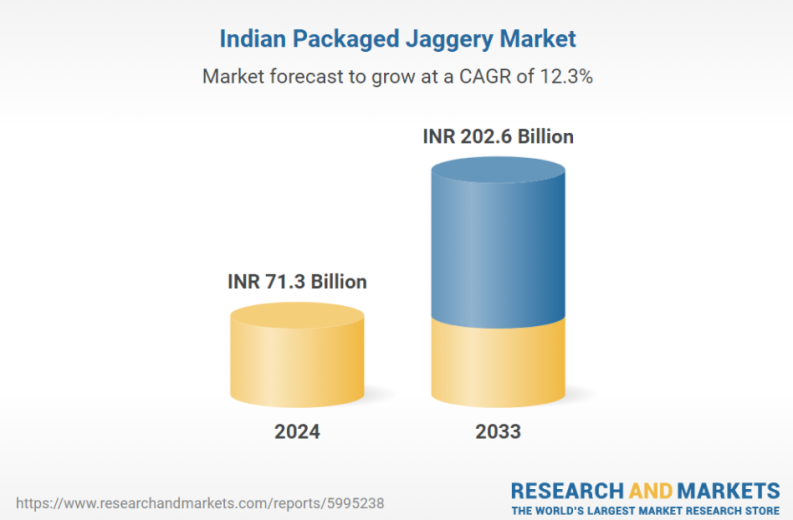 Indian Packaged Jaggery Market
Market forecast to grow at a CAGR of 12.3%
INR 202.6 Billion
INR 71.3 Billion
2024
2033
https://www.researchandmarkets.com/reports/5995238
RESEARCH AND MARKETS
THE WORLD'S LARGEST MARKET RESEARCH STORE